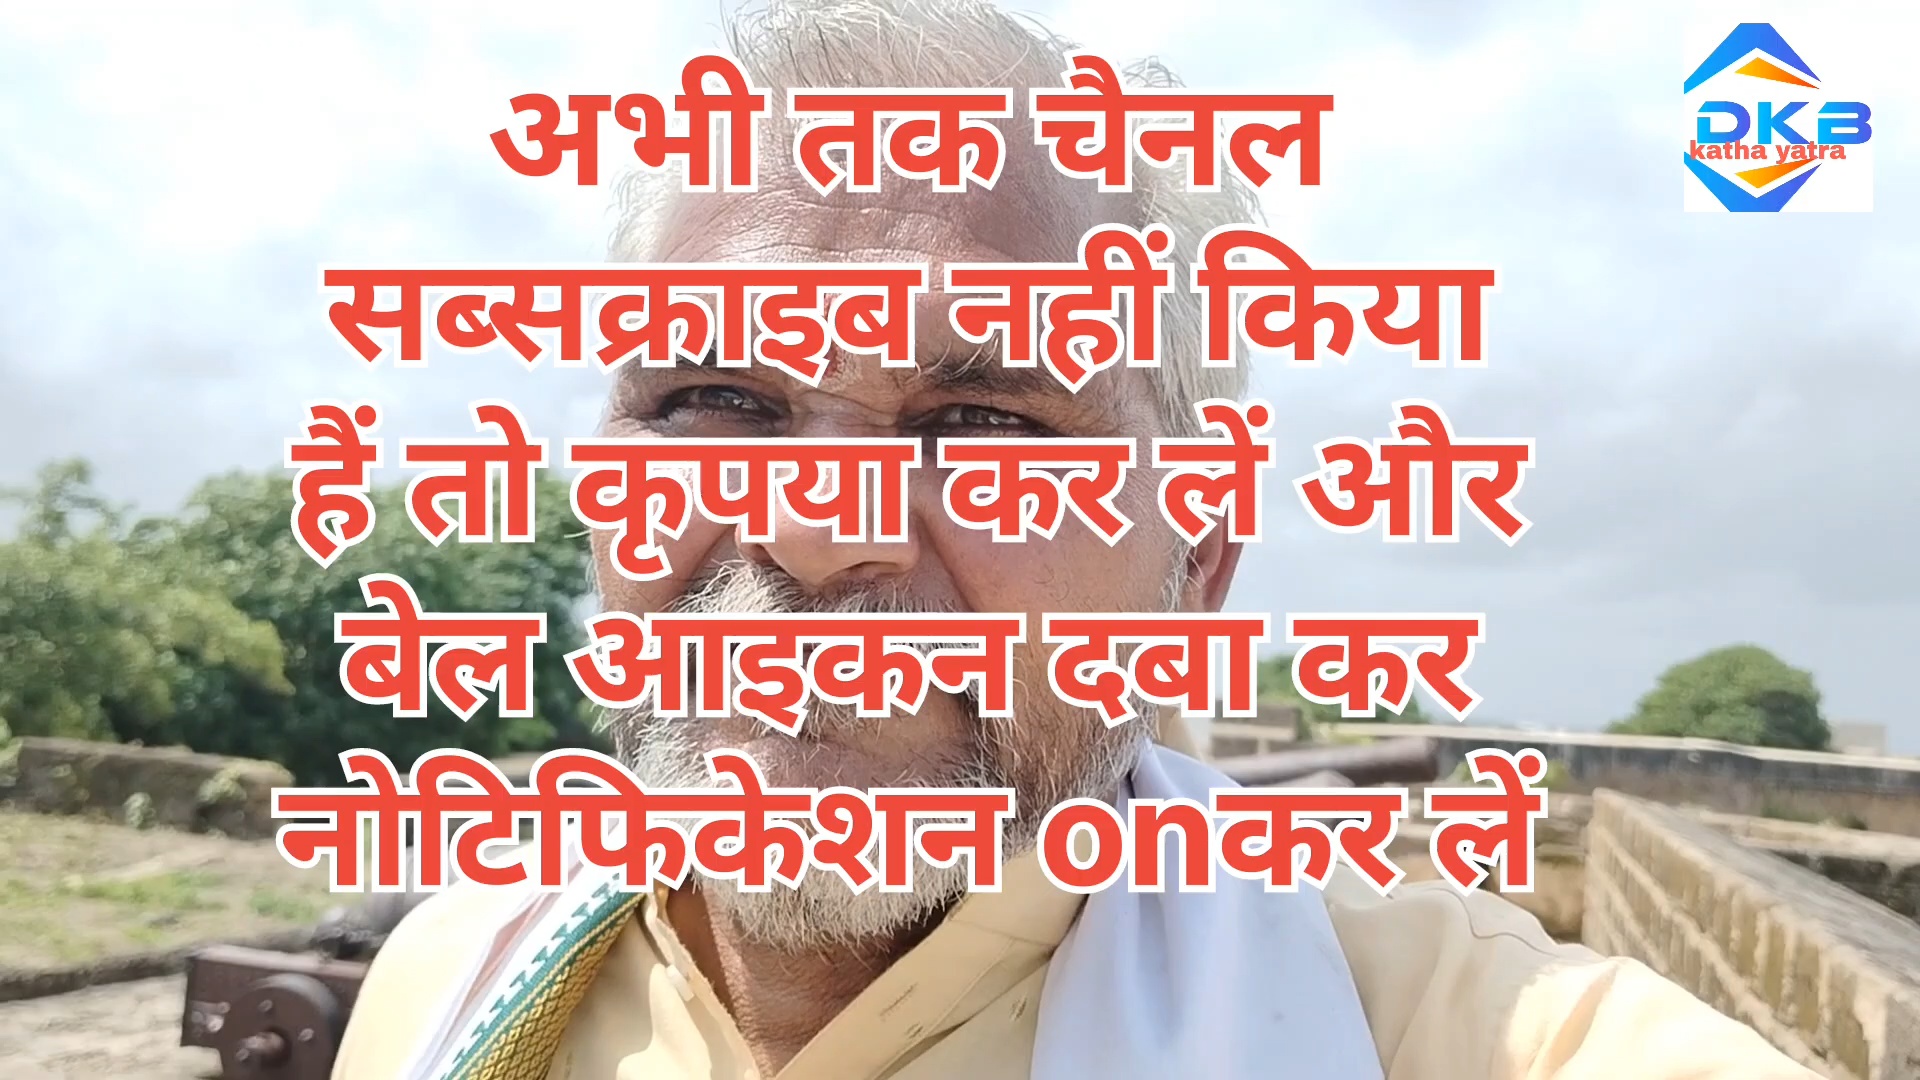 अभी तक चैनल
सब्सक्राइब नहीं किया
हैं तो कृपया कर लें और
बेल आइकन दबा कर
नोटिफिकेशन onकर लें
DKB
katha yatra